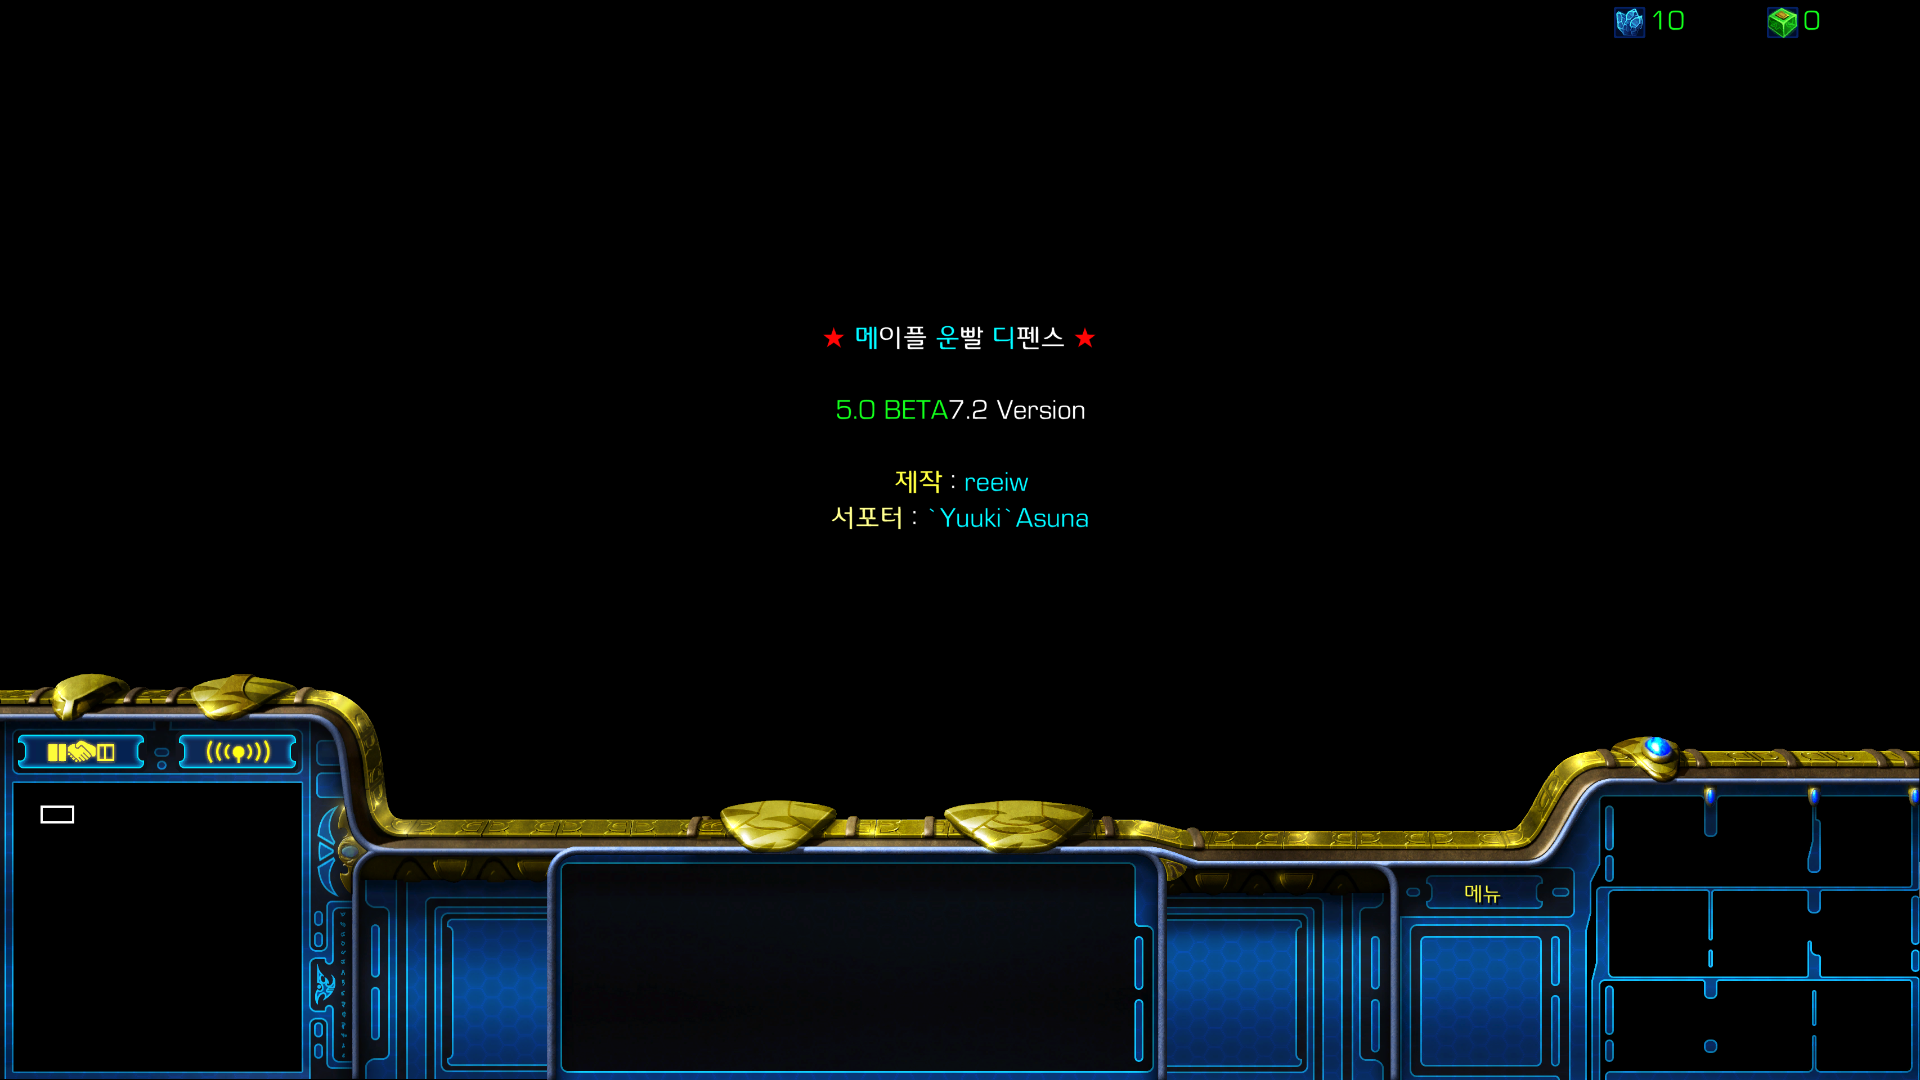 10 0
★ 메이플 운빨 디펜스 ★
5.0 BETA7.2 Version
제작 : reeiw
서포터 : `Yuuki`Asuna
메뉴